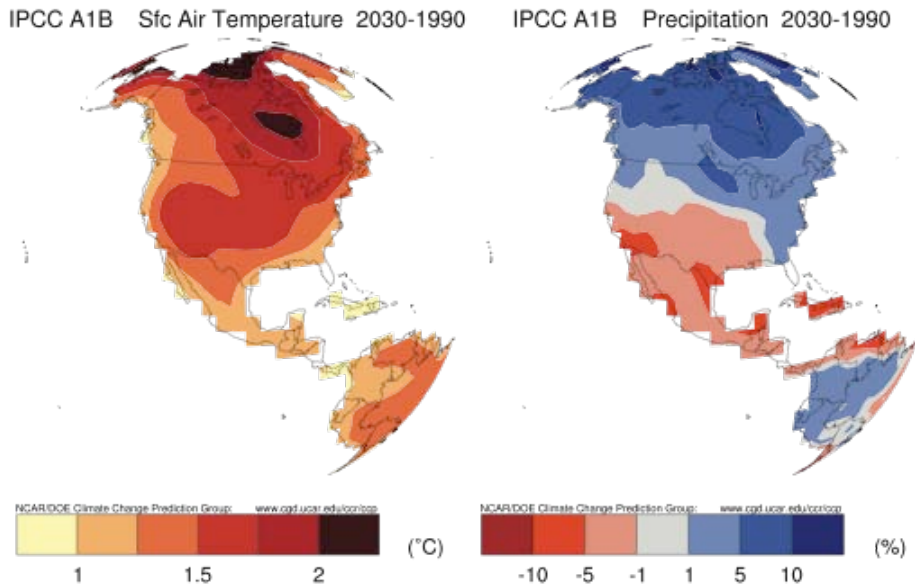 IPCC A1B Sfc Air Temperature 2030-1990
IPCC A1B Precipitation 2030-1990
NCAR/DOE Climate Change Prediction Group: www.cgd.ucar.edu/ccr/ccp
1 1.5 2 (°C)
NCAR/DOE Climate Change Prediction Group: www.cgd.ucar.edu/ccr/ccp
-10 -5 -1 1 5 10 (%)